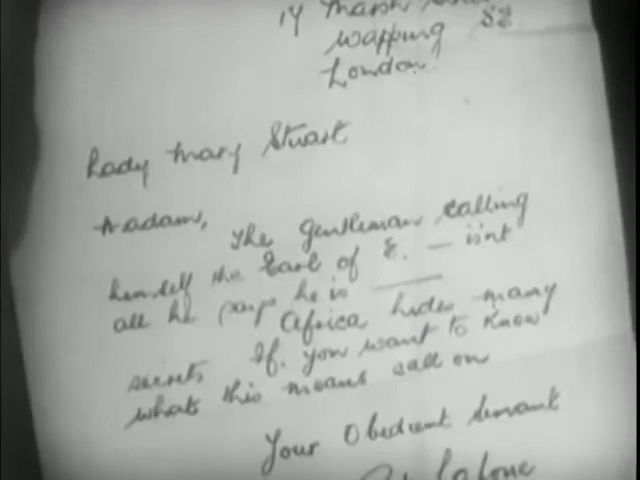 14 Marsh
Wapping
London
Lady Mary Stuart
Madam, the gentleman calling
himself the Earl of E. — isn't
all he says he is ———
Africa hides many
secrets If you want to know
whats this means call on
Your Obedient Servant